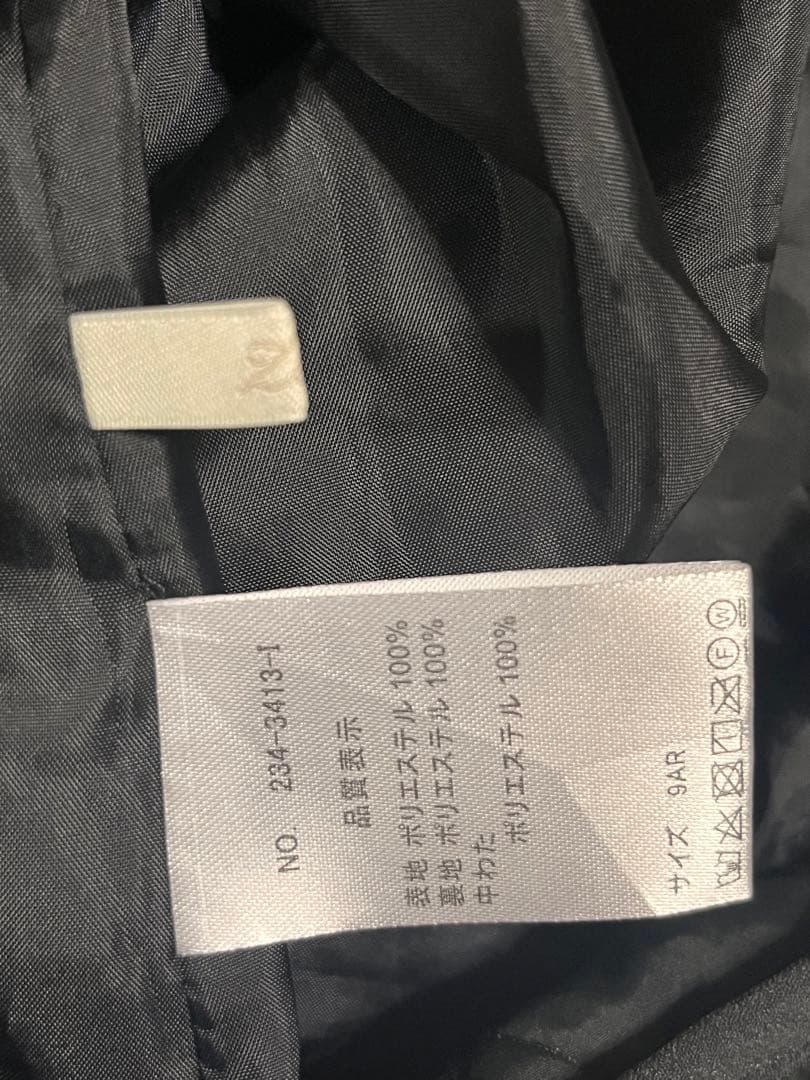 NO. 234-3413-I
品質表示
表地 ポリエステル 100%
裏地 ポリエステル 100%
中わた
ポリエステル 100%
サイズ 9AR
W
F